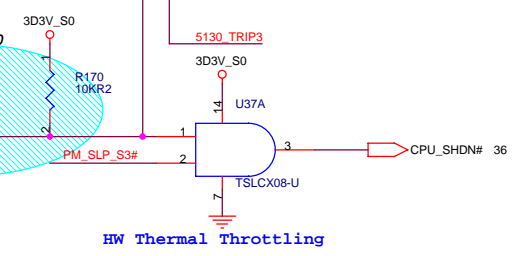 3D3V_S0
5130_TRIP3
3D3V_S0
1
R170
10KR2
2
14
U37A
1
PM_SLP_S3#
2
3
CPU_SHDN# 36
TSLCX08-U
7
HW Thermal Throttling